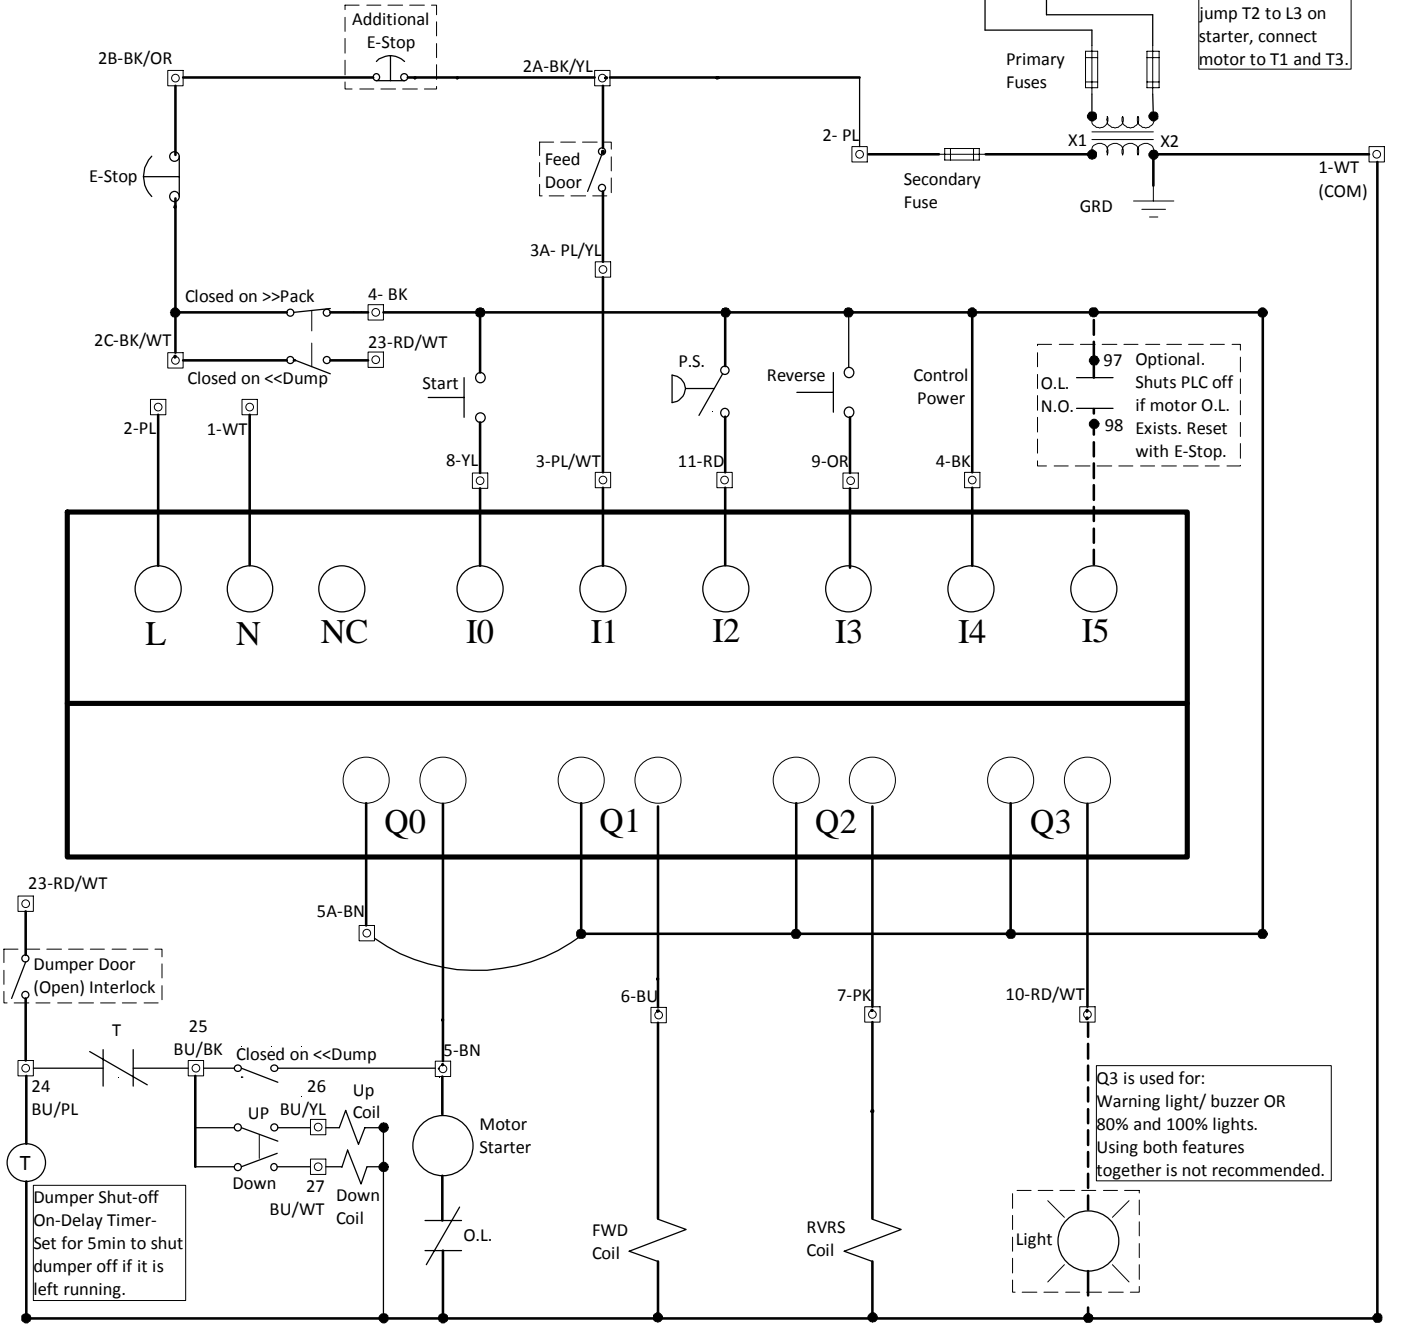 Additional
E-Stop
jump T2 to L3 on
starter, connect
motor to T1 and T3.
2B-BK/OR
2A-BK/YL
Primary
Fuses
E-Stop
Feed
Door
2- PL
X1
X2
Secondary
Fuse
GRD
1-WT
(COM)
3A- PL/YL
Closed on >>Pack
4- BK
2C-BK/WT
23-RD/WT
Closed on <<Dump
Start
P.S.
Reverse
Control
Power
O.L.
N.O.
97
98
Optional.
Shuts PLC off
if motor O.L.
Exists. Reset
with E-Stop.
2-PL
1-WT
8-YL
3-PL/WT
11-RD
9-OR
4-BK
L
N
NC
I0
I1
I2
I3
I4
I5
Q0
Q1
Q2
Q3
23-RD/WT
5A-BN
Dumper Door
(Open) Interlock
6-BU
7-PK
10-RD/WT
T
25
BU/BK
Closed on <<Dump
5-BN
24
BU/PL
UP
26
BU/YL
Up
Coil
Motor
Starter
Q3 is used for:
Warning light/ buzzer OR
80% and 100% lights.
Using both features
together is not recommended.
T
Down
27
BU/WT
Down
Coil
Dumper Shut-off
On-Delay Timer-
Set for 5min to shut
dumper off if it is
left running.
O.L.
FWD
Coil
RVRS
Coil
Light